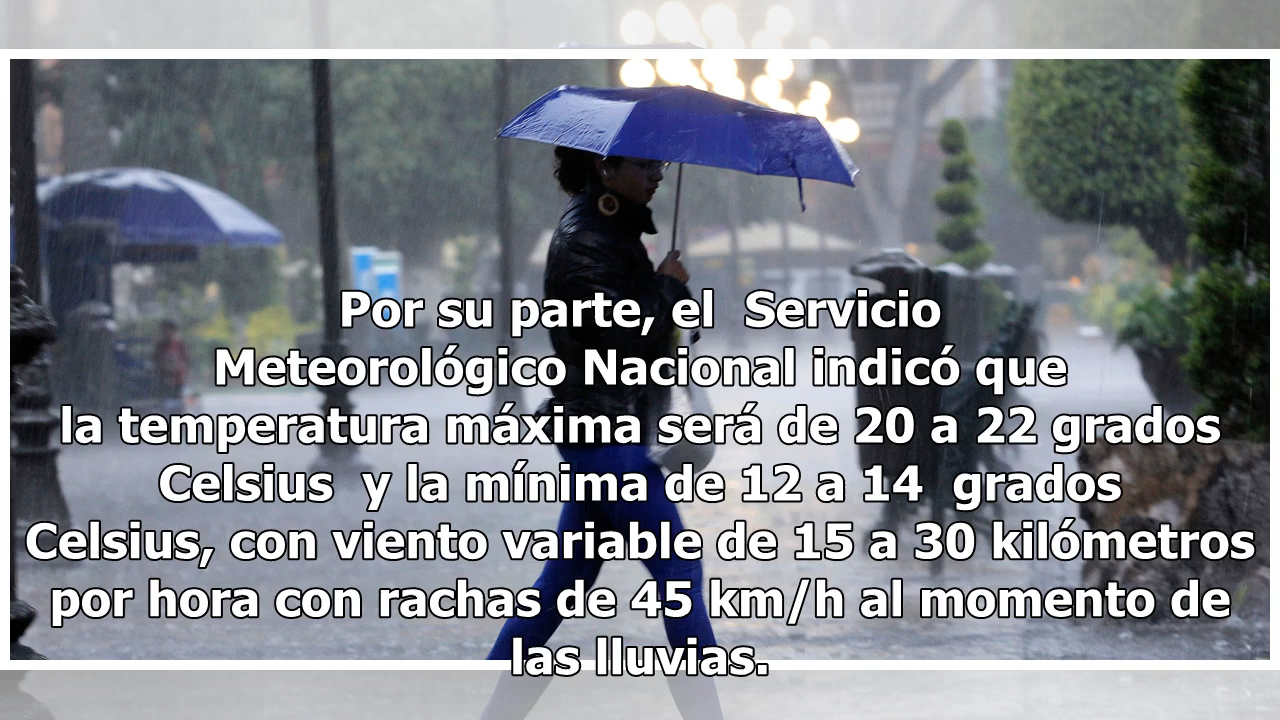 Por su parte, el  Servicio
Meteorológico Nacional indicó que
la temperatura máxima será de 20 a 22 grados
Celsius  y la mínima de 12 a 14  grados
Celsius, con viento variable de 15 a 30 kilómetros
por hora con rachas de 45 km/h al momento de
las lluvias.